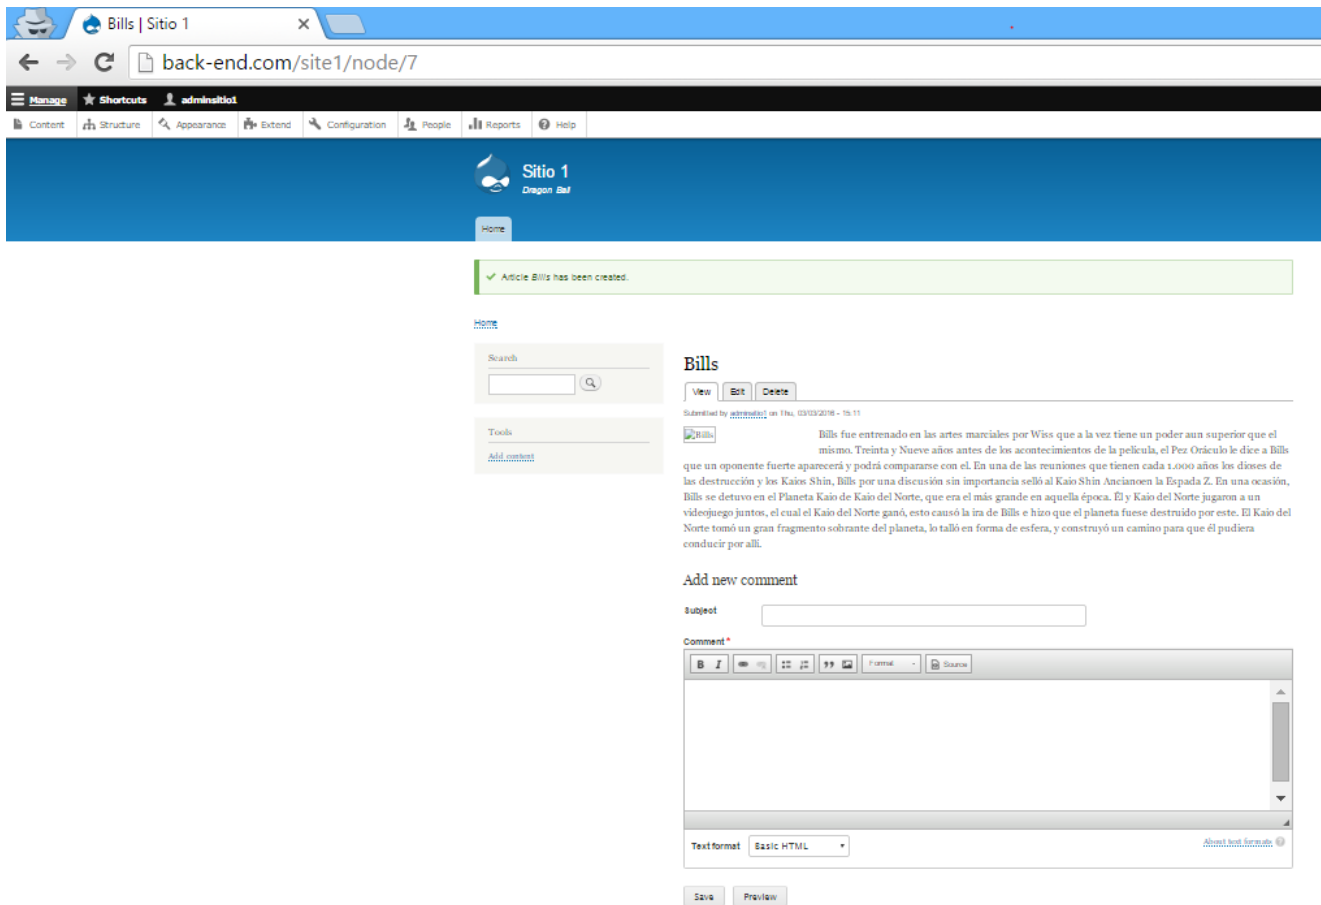 Bills | Sitio 1
back-end.com/site1/node/7
Manage Shortcuts adminsitio1
Content Structure Appearance Extend Configuration People Reports Help
Sitio 1
Dragon Ball
Home
Article Bills has been created.
Home
Search
Tools
Add content
Bills
View Edit Delete
Submitted by adminsitio1 on Thu, 03/03/2016 - 15:11
Bills
Bills fue entrenado en las artes marciales por Wiss que a la vez tiene un poder aun superior que el
mismo. Treinta y Nueve años antes de los acontecimientos de la película, el Pez Oráculo le dice a Bills
que un oponente fuerte aparecerá y podrá compararse con el. En una de las reuniones que tienen cada 1.000 años los dioses de
las destrucción y los Kaios Shin, Bills por una discusión sin importancia selló al Kaio Shin Ancianoen la Espada Z. En una ocasión,
Bills se detuvo en el Planeta Kaio de Kaio del Norte, que era el más grande en aquella época. Él y Kaio del Norte jugaron a un
videojuego juntos, el cual el Kaio del Norte ganó, esto causó la ira de Bills e hizo que el planeta fuese destruido por este. El Kaio del
Norte tomó un gran fragmento sobrante del planeta, lo talló en forma de esfera, y construyó un camino para que él pudiera
conducir por allí.
Add new comment
Subject
Comment*
B I Format Source
Text format Basic HTML About text formats
Save Preview